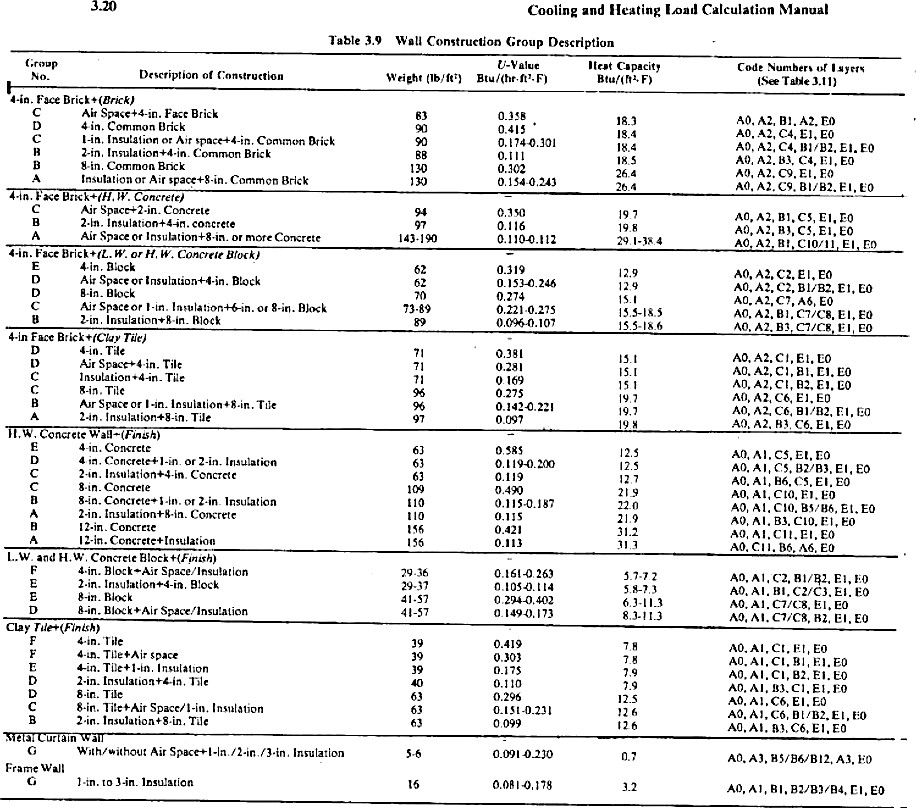 3.20 Cooling and Heating Load Calculation Manual
Table 3.9 Wall Construction Group Description
Group No. Description of Construction Weight (lb/ft²) U-Value Btu/(hr·ft²·F) Heat Capacity Btu/(ft²·F) Code Numbers of Layers (See Table 3.11)
4-in. Face Brick+(Brick)
C Air Space+4-in. Face Brick 83 0.358 18.3 A0, A2, B1, A2, E0
D 4-in. Common Brick 90 0.415 18.4 A0, A2, C4, E1, E0
C 1-in. Insulation or Air space+4-in. Common Brick 90 0.174-0.301 18.4 A0, A2, C4, B1/B2, E1, E0
B 2-in. Insulation+4-in. Common Brick 88 0.111 18.5 A0, A2, B3, C4, E1, E0
B 8-in. Common Brick 130 0.302 26.4 A0, A2, C9, E1, E0
A Insulation or Air space+8-in. Common Brick 130 0.154-0.243 26.4 A0, A2, C9, B1/B2, E1, E0
4-in. Face Brick+(H.W. Concrete) –
C Air Space+2-in. Concrete 94 0.350 19.7 A0, A2, B1, C5, E1, E0
B 2-in. Insulation+4-in. concrete 97 0.116 19.8 A0, A2, B3, C5, E1, E0
A Air Space or Insulation+8-in. or more Concrete 143-190 0.110-0.112 29.1-38.4 A0, A2, B1, C10/11, E1, E0
4-in. Face Brick+(L.W. or H.W. Concrete Block) –
E 4-in. Block 62 0.319 12.9 A0, A2, C2, E1, E0
D Air Space or Insulation+4-in. Block 62 0.153-0.246 12.9 A0, A2, C2, B1/B2, E1, E0
D 8-in. Block 70 0.274 15.1 A0, A2, C7, A6, E0
C Air Space or 1-in. Insulation+6-in. or 8-in. Block 73-89 0.221-0.275 15.5-18.5 A0, A2, B1, C7/C8, E1, E0
B 2-in. Insulation+8-in. Block 89 0.096-0.107 15.5-18.6 A0, A2, B3, C7/C8, E1, E0
4-in Face Brick+(Clay Tile) –
D 4-in. Tile 71 0.381 15.1 A0, A2, C1, E1, E0
D Air Space+4-in. Tile 71 0.281 15.1 A0, A2, C1, B1, E1, E0
C Insulation+4-in. Tile 71 0.169 15.1 A0, A2, C1, B2, E1, E0
C 8-in. Tile 96 0.275 19.7 A0, A2, C6, E1, E0
B Air Space or 1-in. Insulation+8-in. Tile 96 0.142-0.221 19.7 A0, A2, C6, B1/B2, E1, E0
A 2-in. Insulation+8-in. Tile 97 0.097 19.8 A0, A2, B3, C6, E1, E0
H.W. Concrete Wall+(Finish) –
E 4-in. Concrete 63 0.585 12.5 A0, A1, C5, E1, E0
D 4 in. Concrete+1-in. or 2-in. Insulation 63 0.119-0.200 12.5 A0, A1, C5, B2/B3, E1, E0
C 2-in. Insulation+4-in. Concrete 63 0.119 12.7 A0, A1, B6, C5, E1, E0
C 8-in. Concrete 109 0.490 21.9 A0, A1, C10, E1, E0
B 8-in. Concrete+1-in. or 2-in. Insulation 110 0.115-0.187 22.0 A0, A1, C10, B5/B6, E1, E0
A 2-in. Insulation+8-in. Concrete 110 0.115 21.9 A0, A1, B3, C10, E1, E0
B 12-in. Concrete 156 0.421 31.2 A0, A1, C11, E1, E0
A 12-in. Concrete+Insulation 156 0.113 31.3 A0, C11, B6, A6, E0
L.W. and H.W. Concrete Block+(Finish) –
F 4-in. Block+Air Space/Insulation 29-36 0.161-0.263 5.7-7.2 A0, A1, C2, B1/B2, E1, E0
E 2-in. Insulation+4-in. Block 29-37 0.105-0.114 5.8-7.3 A0, A1, B1, C2/C3, E1, E0
E 8-in. Block 41-57 0.294-0.402 6.3-11.3 A0, A1, C7/C8, E1, E0
D 8-in. Block+Air Space/Insulation 41-57 0.149-0.173 8.3-11.3 A0, A1, C7/C8, B2, E1, E0
Clay Tile+(Finish) –
F 4-in. Tile 39 0.419 7.8 A0, A1, C1, E1, E0
F 4-in. Tile+Air space 39 0.303 7.8 A0, A1, C1, B1, E1, E0
E 4-in. Tile+1-in. Insulation 39 0.175 7.9 A0, A1, C1, B2, E1, E0
D 2-in. Insulation+4-in. Tile 40 0.110 7.9 A0, A1, B3, C1, E1, E0
D 8-in. Tile 63 0.296 12.5 A0, A1, C6, E1, E0
C 8-in. Tile+Air Space/1-in. Insulation 63 0.151-0.231 12.6 A0, A1, C6, B1/B2, E1, E0
B 2-in. Insulation+8-in. Tile 63 0.099 12.6 A0, A1, B3, C6, E1, E0
Metal Curtain Wall
G With/without Air Space+1-in./2-in./3-in. Insulation 5-6 0.091-0.230 0.7 A0, A3, B5/B6/B12, A3, E0
Frame Wall
G 1-in. to 3-in. Insulation 16 0.081-0.178 3.2 A0, A1, B1, B2/B3/B4, E1, E0